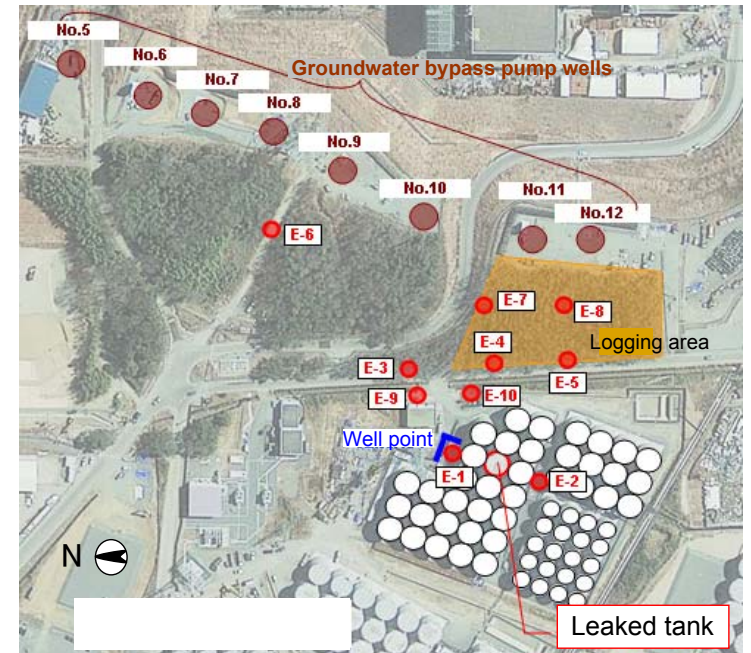 No.5
No.6
No.7
Groundwater bypass pump wells
No.8
No.9
No.10
No.11
No.12
E-6
E-7
E-8
Logging area
E-4
E-3
E-5
E-9
E-10
Well point
E-1
E-2
N
Leaked tank